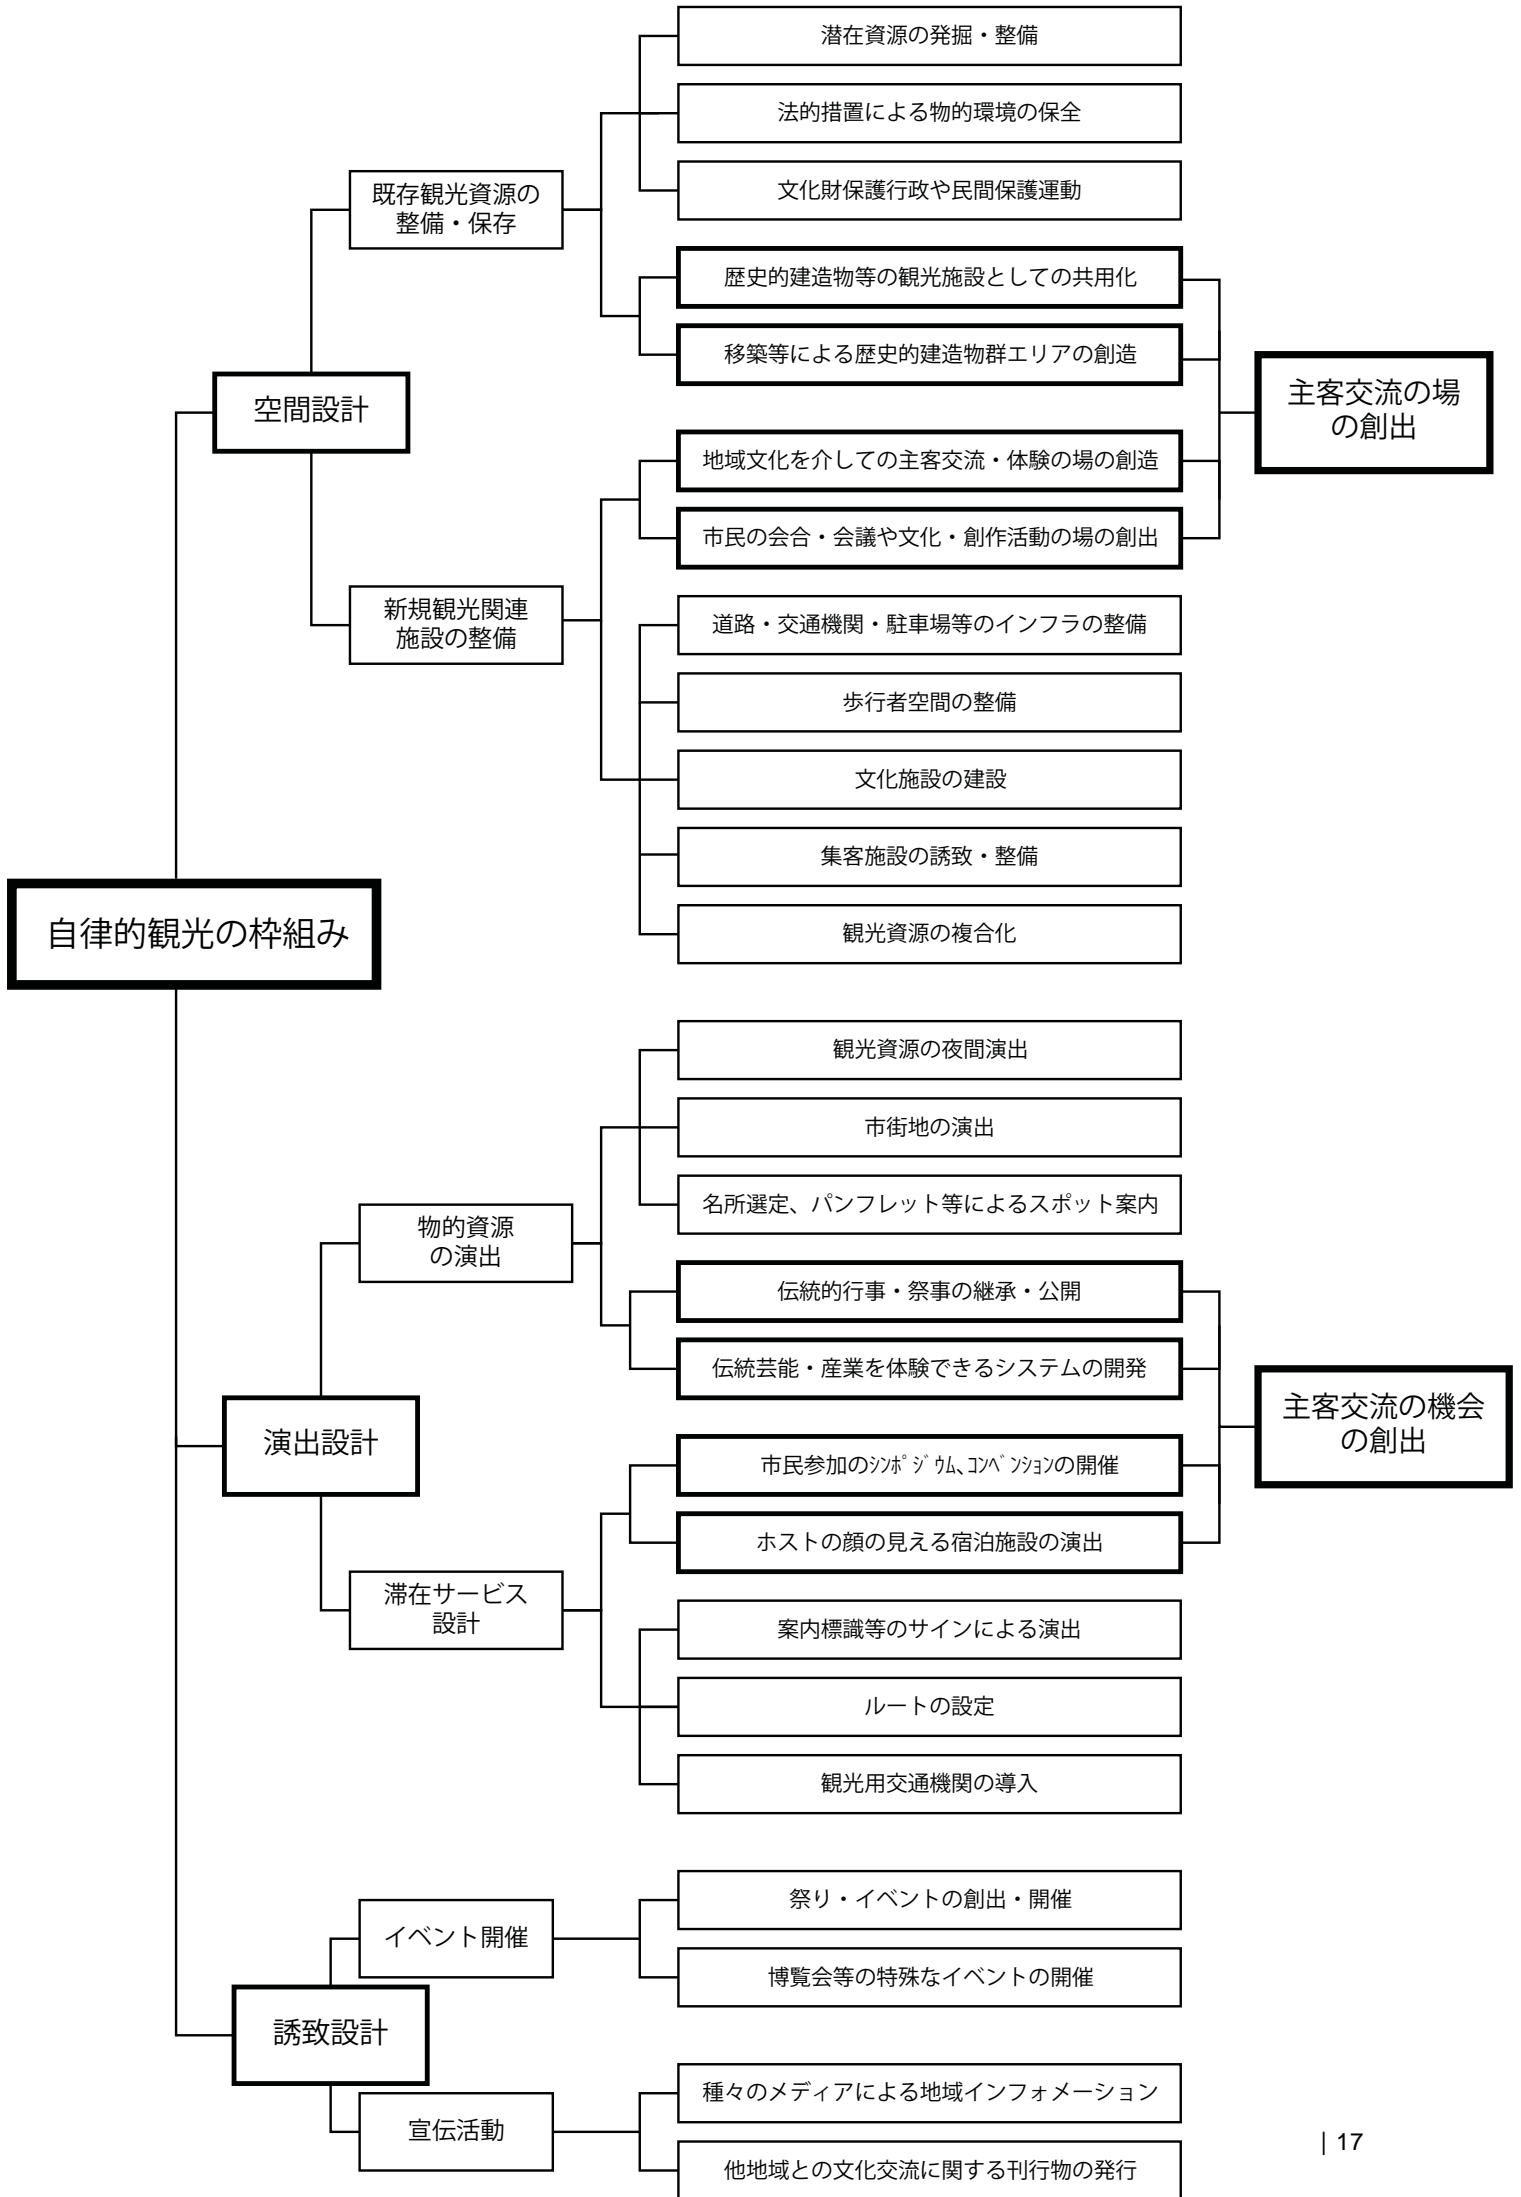 潜在資源の発掘・整備
法的措置による物的環境の保全
文化財保護行政や民間保護運動
既存観光資源の
整備・保存
歴史的建造物等の観光施設としての共用化
移築等による歴史的建造物群エリアの創造
主客交流の場
の創出
空間設計
地域文化を介しての主客交流・体験の場の創造
市民の会合・会議や文化・創作活動の場の創出
新規観光関連
施設の整備
道路・交通機関・駐車場等のインフラの整備
歩行者空間の整備
文化施設の建設
集客施設の誘致・整備
観光資源の複合化
自律的観光の枠組み
観光資源の夜間演出
市街地の演出
名所選定、パンフレット等によるスポット案内
物的資源
の演出
伝統的行事・祭事の継承・公開
伝統芸能・産業を体験できるシステムの開発
主客交流の機会
の創出
演出設計
市民参加のｼﾝﾎﾟｼﾞｳﾑ､ｺﾝﾍﾞﾝｼｮﾝの開催
ホストの顔の見える宿泊施設の演出
滞在サービス
設計
案内標識等のサインによる演出
ルートの設定
観光用交通機関の導入
祭り・イベントの創出・開催
イベント開催
博覧会等の特殊なイベントの開催
誘致設計
種々のメディアによる地域インフォメーション
宣伝活動
他地域との文化交流に関する刊行物の発行
| 17